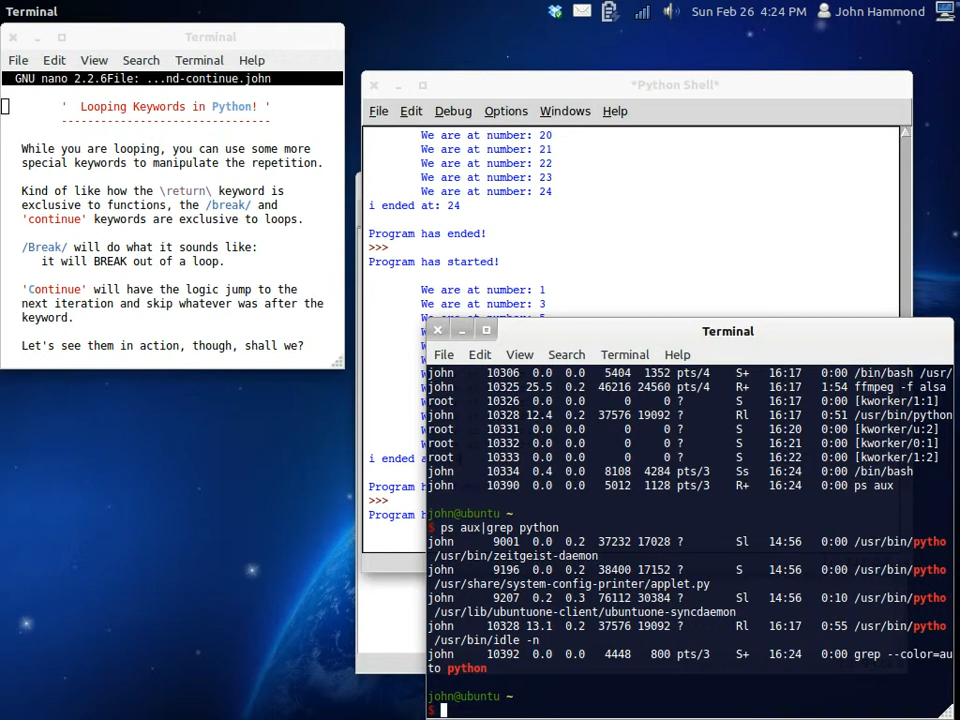 Terminal
Sun Feb 26 4:24 PM
John Hammond
Terminal
File Edit View Search Terminal Help
GNU nano 2.2.6File: ...nd-continue.john
' Looping Keywords in Python! '
-------------------------------
While you are looping, you can use some more
special keywords to manipulate the repetition.
Kind of like how the \return\ keyword is
exclusive to functions, the /break/ and
'continue' keywords are exclusive to loops.
/Break/ will do what it sounds like:
it will BREAK out of a loop.
'Continue' will have the logic jump to the
next iteration and skip whatever was after the
keyword.
Let's see them in action, though, shall we?
*Python Shell*
File Edit Debug Options Windows Help
We are at number: 20
We are at number: 21
We are at number: 22
We are at number: 23
We are at number: 24
i ended at: 24
Program has ended!
>>>
Program has started!
We are at number: 1
We are at number: 3
i ended
Program
>>>
Program
Terminal
File Edit View Search Terminal Help
john 10306 0.0 0.0 5404 1352 pts/4 S+ 16:17 0:00 /bin/bash /usr/
john 10325 25.5 0.2 46216 24560 pts/4 R+ 16:17 1:54 ffmpeg -f alsa
root 10326 0.0 0.0 0 0 ? S 16:17 0:00 [kworker/1:1]
john 10328 12.4 0.2 37576 19092 ? Rl 16:17 0:51 /usr/bin/python
root 10331 0.0 0.0 0 0 ? S 16:20 0:00 [kworker/u:2]
root 10332 0.0 0.0 0 0 ? S 16:21 0:00 [kworker/0:1]
root 10333 0.0 0.0 0 0 ? S 16:22 0:00 [kworker/1:2]
john 10334 0.4 0.0 8108 4284 pts/3 Ss 16:24 0:00 /bin/bash
john 10390 0.0 0.0 5012 1128 pts/3 R+ 16:24 0:00 ps aux
john@ubuntu ~
$ ps aux|grep python
john 9001 0.0 0.2 37232 17028 ? Sl 14:56 0:00 /usr/bin/pytho
/usr/bin/zeitgeist-daemon
john 9196 0.0 0.2 38400 17152 ? S 14:56 0:00 /usr/bin/pytho
/usr/share/system-config-printer/applet.py
john 9207 0.2 0.3 76112 30384 ? Sl 14:56 0:10 /usr/bin/pytho
/usr/lib/ubuntuone-client/ubuntuone-syncdaemon
john 10328 13.1 0.2 37576 19092 ? Rl 16:17 0:55 /usr/bin/pytho
/usr/bin/idle -n
john 10392 0.0 0.0 4448 800 pts/3 S+ 16:24 0:00 grep --color=au
to python
john@ubuntu ~
$